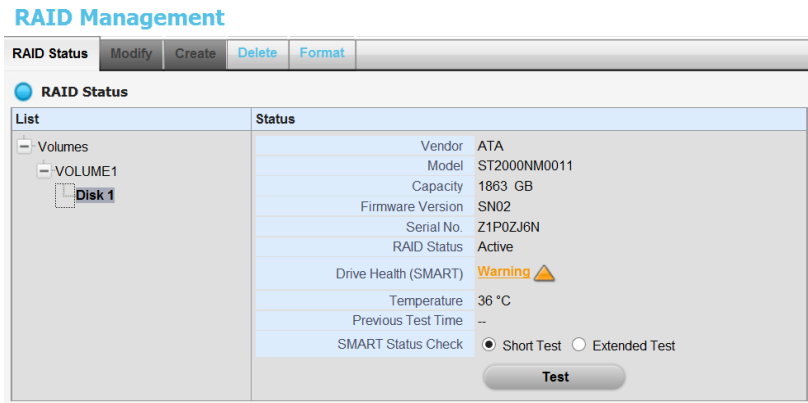 RAID Management
RAID Status Modify Create Delete Format
RAID Status
List Status
Volumes
VOLUME1
Disk 1
Vendor ATA
Model ST2000NM0011
Capacity 1863 GB
Firmware Version SN02
Serial No. Z1P0ZJ6N
RAID Status Active
Drive Health (SMART) Warning
Temperature 36 °C
Previous Test Time --
SMART Status Check Short Test Extended Test
Test